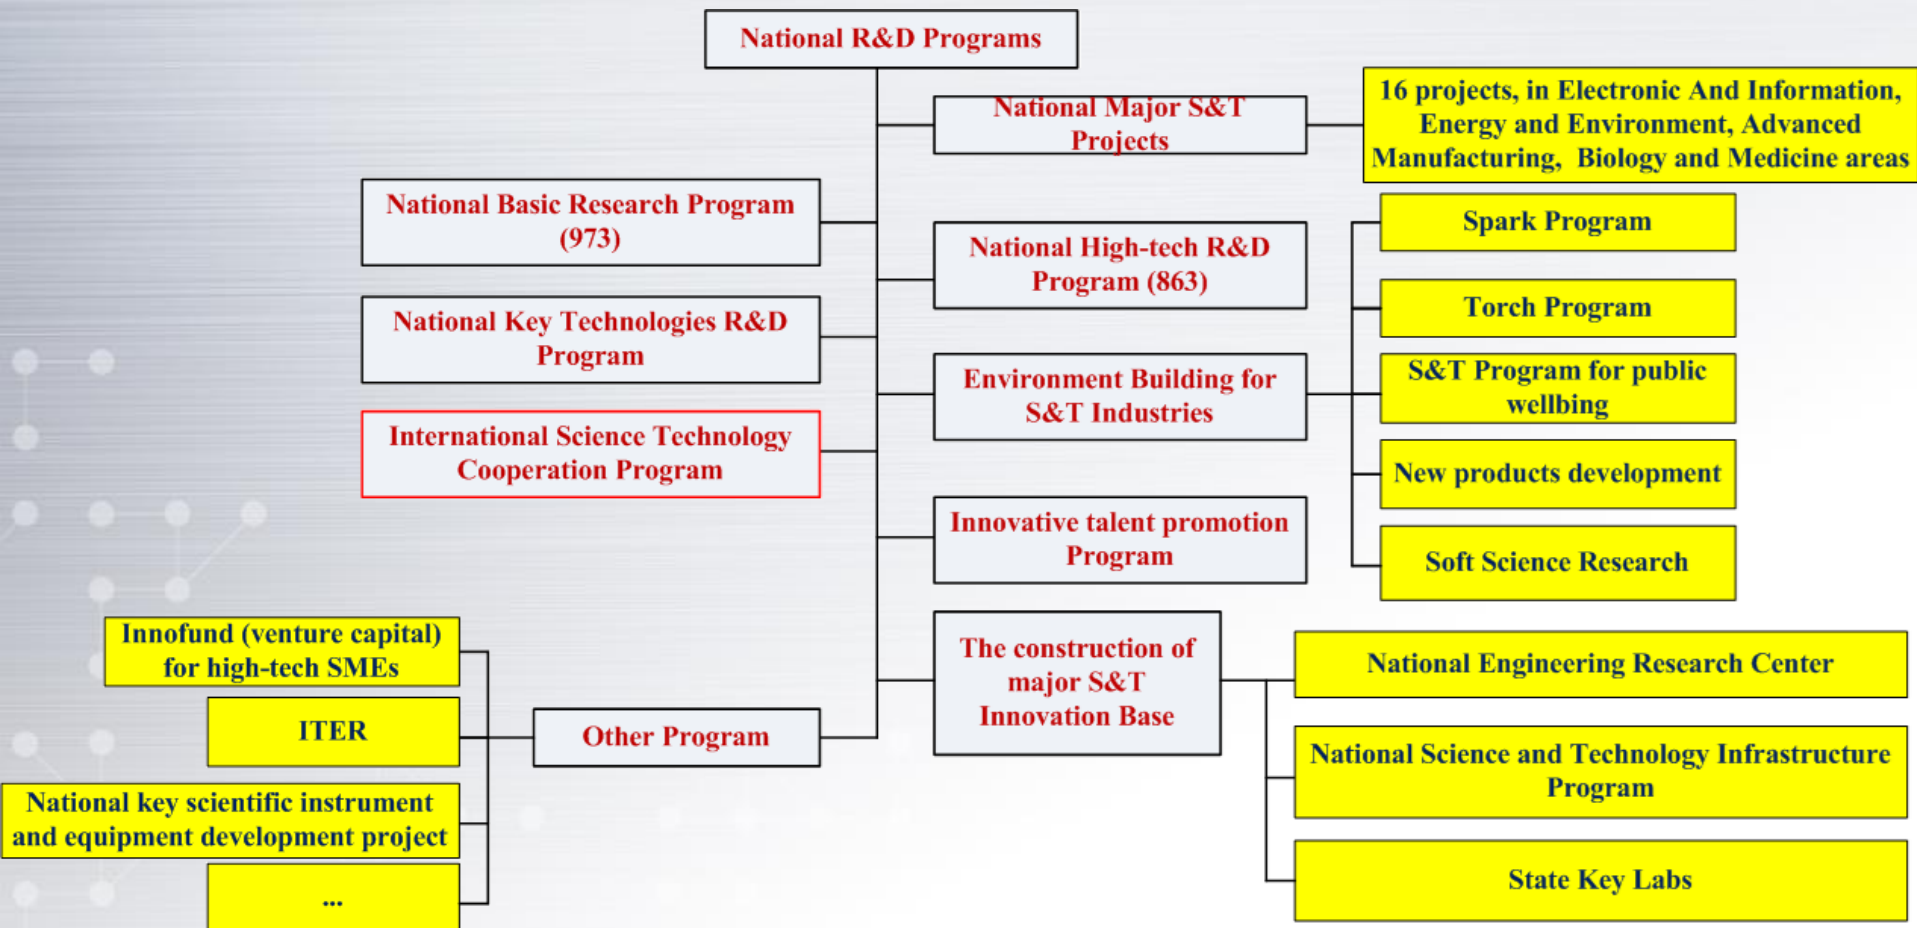 National R&D Programs
National Major S&T
Projects
16 projects, in Electronic And Information,
Energy and Environment, Advanced
Manufacturing, Biology and Medicine areas
National Basic Research Program
(973)
National High-tech R&D
Program (863)
Spark Program
Torch Program
National Key Technologies R&D
Program
Environment Building for
S&T Industries
S&T Program for public
wellbing
International Science Technology
Cooperation Program
New products development
Innovative talent promotion
Program
Soft Science Research
Innofund (venture capital)
for high-tech SMEs
The construction of
major S&T
Innovation Base
National Engineering Research Center
ITER
Other Program
National Science and Technology Infrastructure
Program
National key scientific instrument
and equipment development project
State Key Labs
...